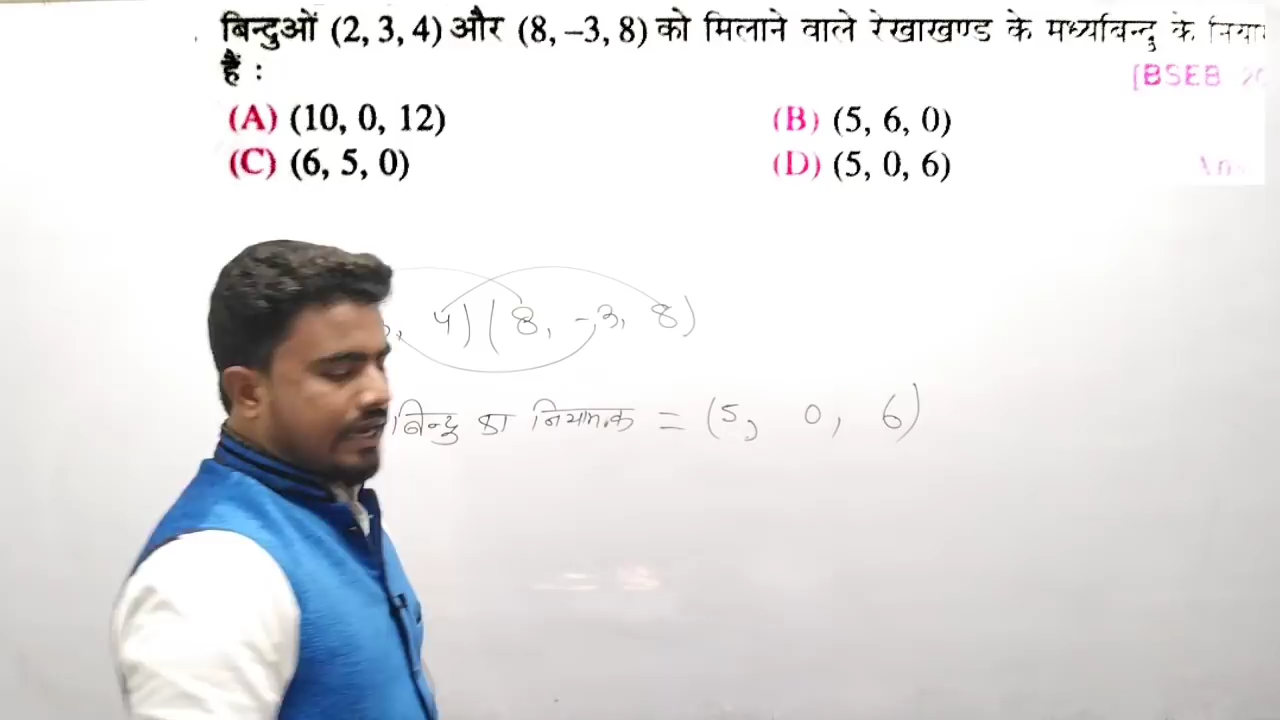 बिन्दुओं (2, 3, 4) और (8, –3, 8) को मिलाने वाले रेखाखण्ड के मध्यबिन्दु के
हैं :
[BSEB
(A) (10, 0, 12) (B) (5, 6, 0)
(C) (6, 5, 0) (D) (5, 0, 6)
4) (8, -3, 8)
बिन्दु का नियामक = (5, 0, 6)